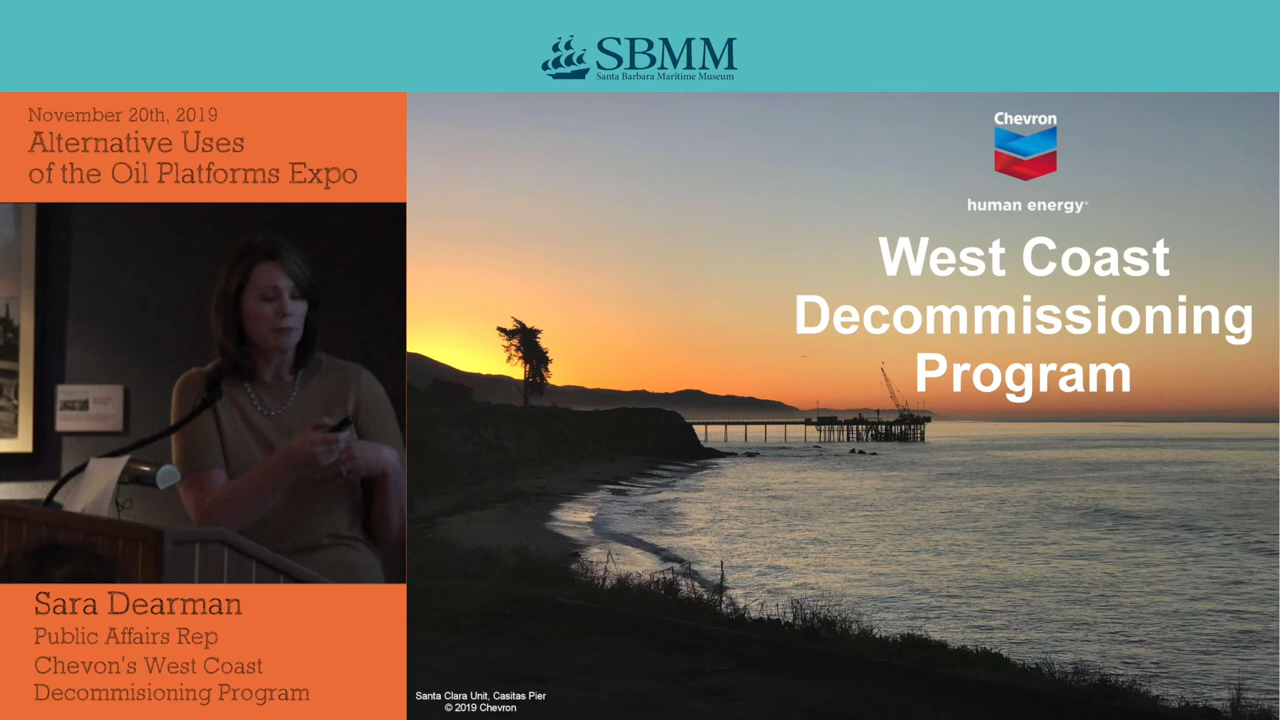 SBMM
Santa Barbara Maritime Museum
November 20th, 2019
Alternative Uses
of the Oil Platforms Expo
Sara Dearman
Public Affairs Rep
Chevon's West Coast
Decommisioning Program
Chevron
human energy®
West Coast
Decommissioning
Program
Santa Clara Unit, Casitas Pier
© 2019 Chevron